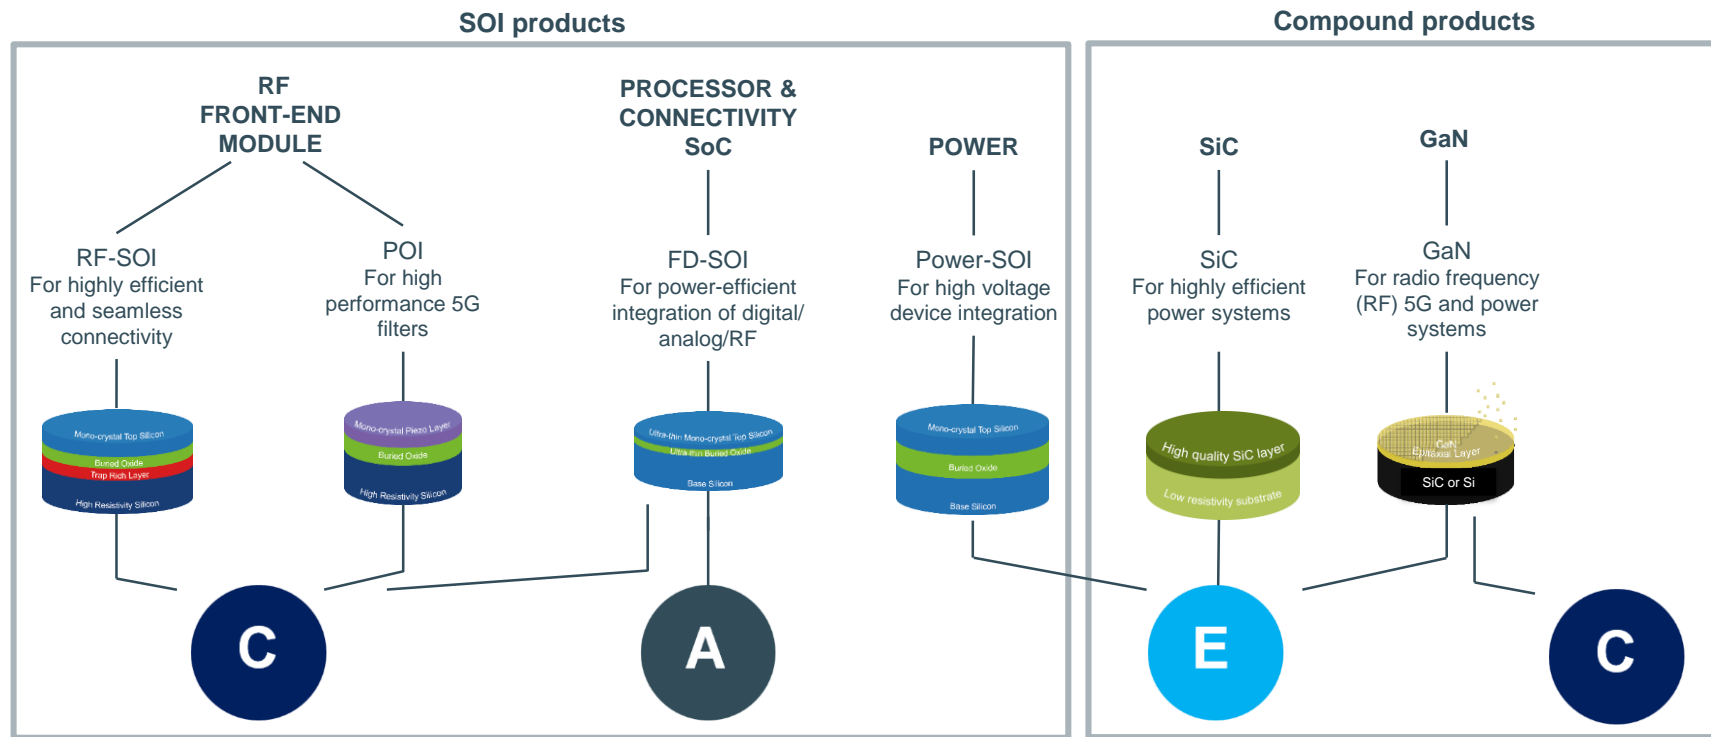 SOI products
Compound products
RF
FRONT-END
MODULE
PROCESSOR &
CONNECTIVITY
SoC
POWER
SiC
GaN
RF-SOI
For highly efficient
and seamless
connectivity
POI
For high
performance 5G
filters
FD-SOI
For power-efficient
integration of digital/
analog/RF
Power-SOI
For high voltage
device integration
SiC
For highly efficient
power systems
GaN
For radio frequency
(RF) 5G and power
systems
Mono-crystal Top Silicon
Buried Oxide
Trap Rich Layer
High Resistivity Silicon
Mono-crystal Piezo Layer
Buried Oxide
High Resistivity Silicon
Ultra-thin Mono-crystal Top Silicon
Ultra-thin Buried Oxide
Base Silicon
Mono-crystal Top Silicon
Buried Oxide
Base Silicon
High quality SiC layer
Low resistivity substrate
GaN
Epitaxial Layer
SiC or Si
C
A
E
C